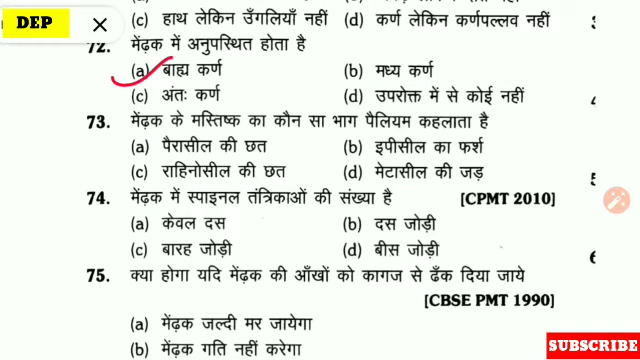 DEP
(c) हाथ लेकिन उँगलियाँ नहीं (d) कर्ण लेकिन कर्णपल्लव नहीं
72. मेंढ़क में अनुपस्थित होता है
(a) बाह्य कर्ण (b) मध्य कर्ण
(c) अंतः कर्ण (d) उपरोक्त में से कोई नहीं
73. मेंढ़क के मस्तिष्क का कौन सा भाग पैलियम कहलाता है
(a) पैरासील की छत (b) इपीसील का फर्श
(c) राहिनोसील की छत (d) मेटासील की जड़
74. मेंढ़क में स्पाइनल तंत्रिकाओं की संख्या है [CPMT 2010]
(a) केवल दस (b) दस जोड़ी
(c) बारह जोड़ी (d) बीस जोड़ी
75. क्या होगा यदि मेंढ़क की आँखों को कागज से ढँक दिया जाये
[CBSE PMT 1990]
(a) मेंढ़क जल्दी मर जायेगा
(b) मेंढ़क गति नहीं करेगा
SUBSCRIBE